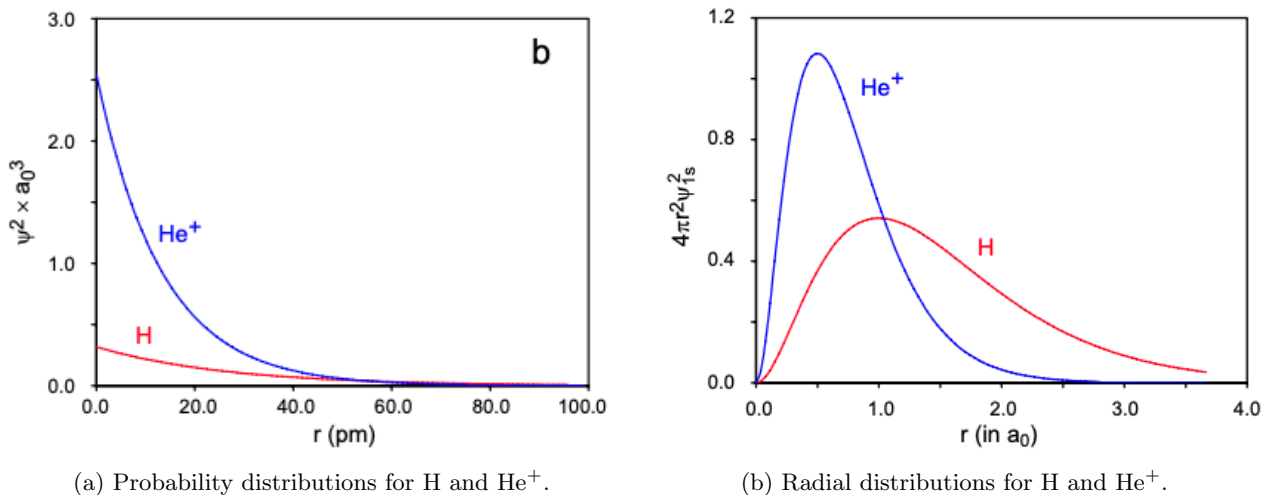 3.0
2.0
1.0
0.0
b
He⁺
H
0.0 20.0 40.0 60.0 80.0 100.0
r (pm)
ψ² × a₀³
(a) Probability distributions for H and He⁺.
1.2
0.8
0.4
0.0
He⁺
H
0.0 1.0 2.0 3.0 4.0
r (in a₀)
4πr²ψ²₁ₛ
(b) Radial distributions for H and He⁺.